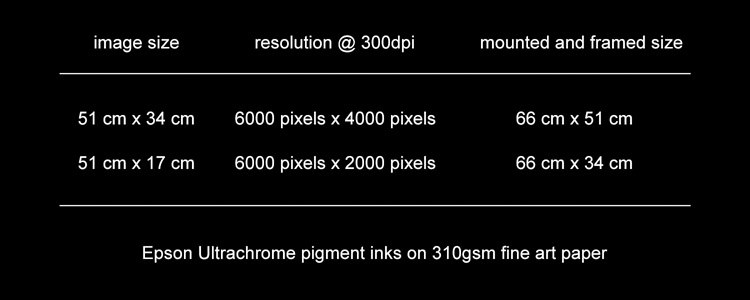 image size resolution @ 300dpi mounted and framed size
51 cm x 34 cm 6000 pixels x 4000 pixels 66 cm x 51 cm
51 cm x 17 cm 6000 pixels x 2000 pixels 66 cm x 34 cm
Epson Ultrachrome pigment inks on 310gsm fine art paper